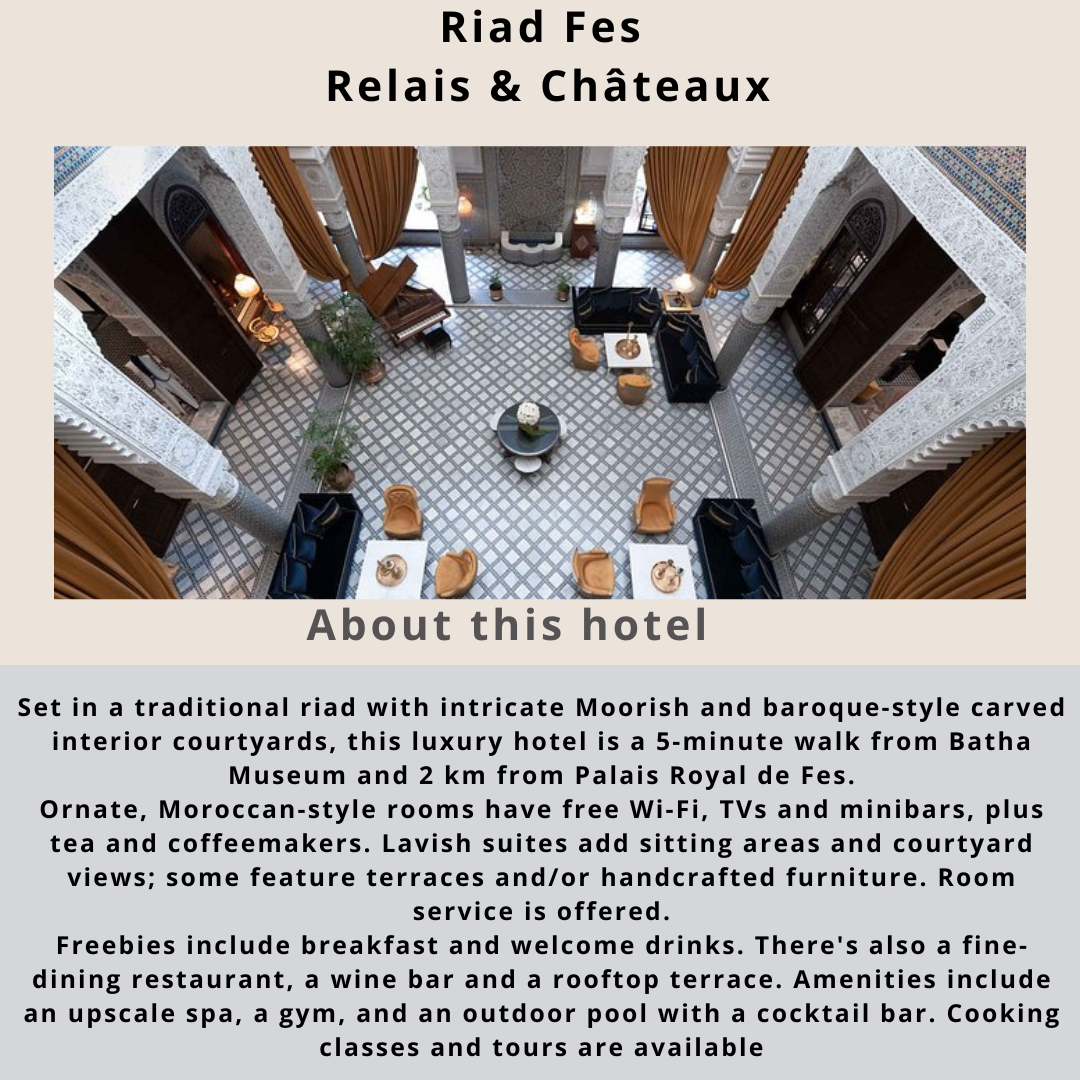 Riad Fes
Relais & Châteaux
About this hotel
Set in a traditional riad with intricate Moorish and baroque-style carved
interior courtyards, this luxury hotel is a 5-minute walk from Batha
Museum and 2 km from Palais Royal de Fes.
Ornate, Moroccan-style rooms have free Wi-Fi, TVs and minibars, plus
tea and coffeemakers. Lavish suites add sitting areas and courtyard
views; some feature terraces and/or handcrafted furniture. Room
service is offered.
Freebies include breakfast and welcome drinks. There's also a fine-
dining restaurant, a wine bar and a rooftop terrace. Amenities include
an upscale spa, a gym, and an outdoor pool with a cocktail bar. Cooking
classes and tours are available